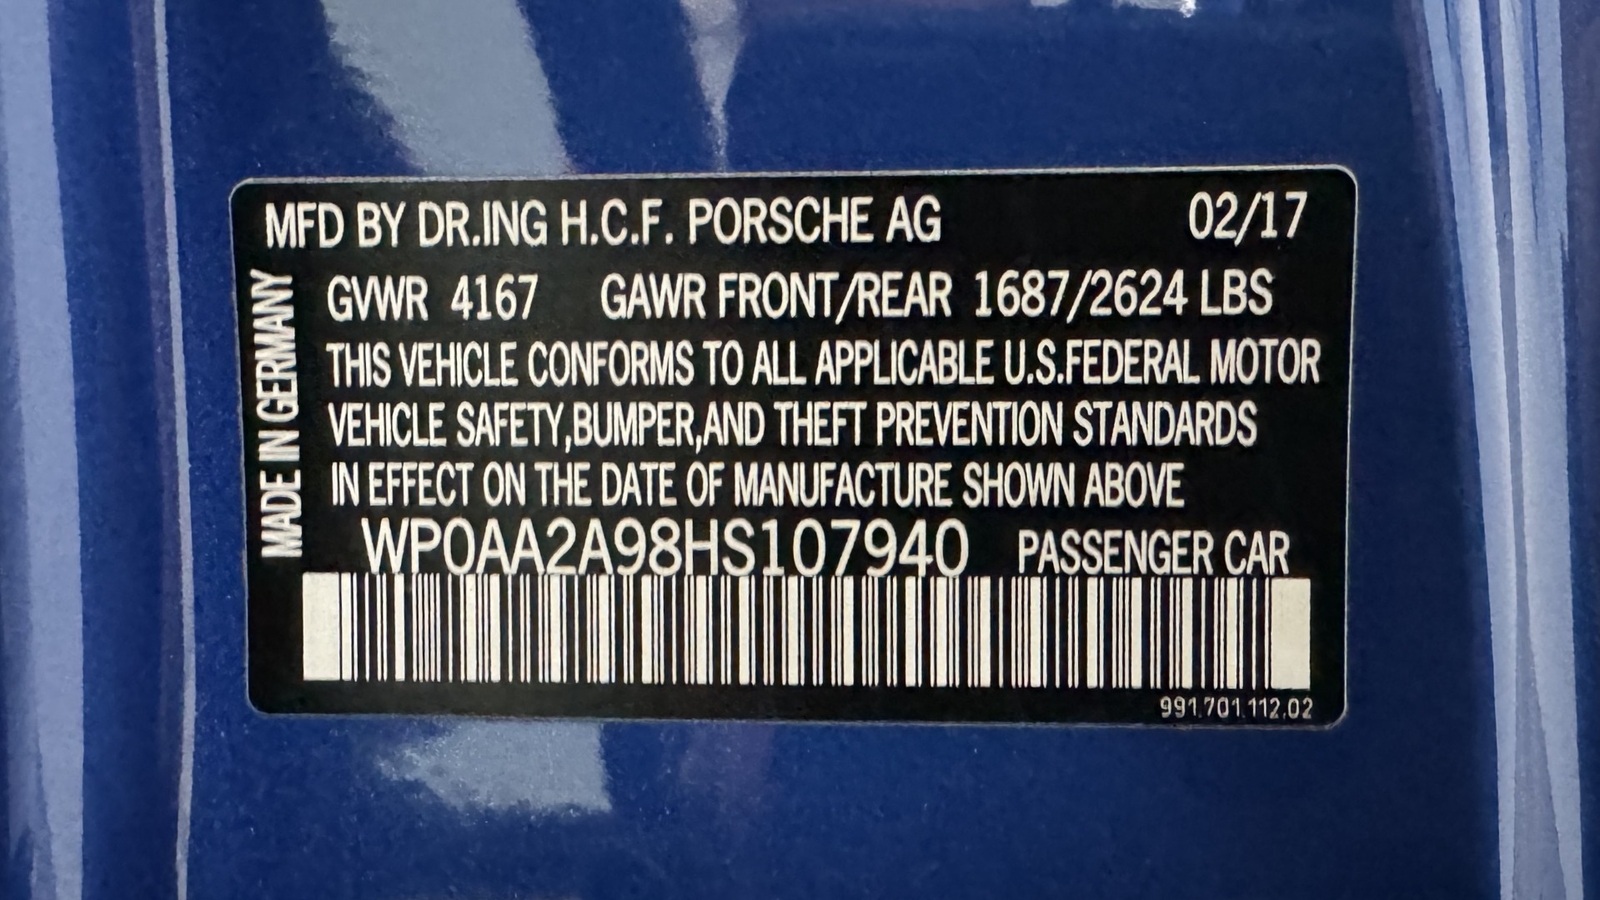 MFD BY DR.ING H.C.F. PORSCHE AG 02/17
MADE IN GERMANY
GVWR 4167 GAWR FRONT/REAR 1687/2624 LBS
THIS VEHICLE CONFORMS TO ALL APPLICABLE U.S.FEDERAL MOTOR
VEHICLE SAFETY,BUMPER,AND THEFT PREVENTION STANDARDS
IN EFFECT ON THE DATE OF MANUFACTURE SHOWN ABOVE
WP0AA2A98HS107940 PASSENGER CAR
991.701.112.02